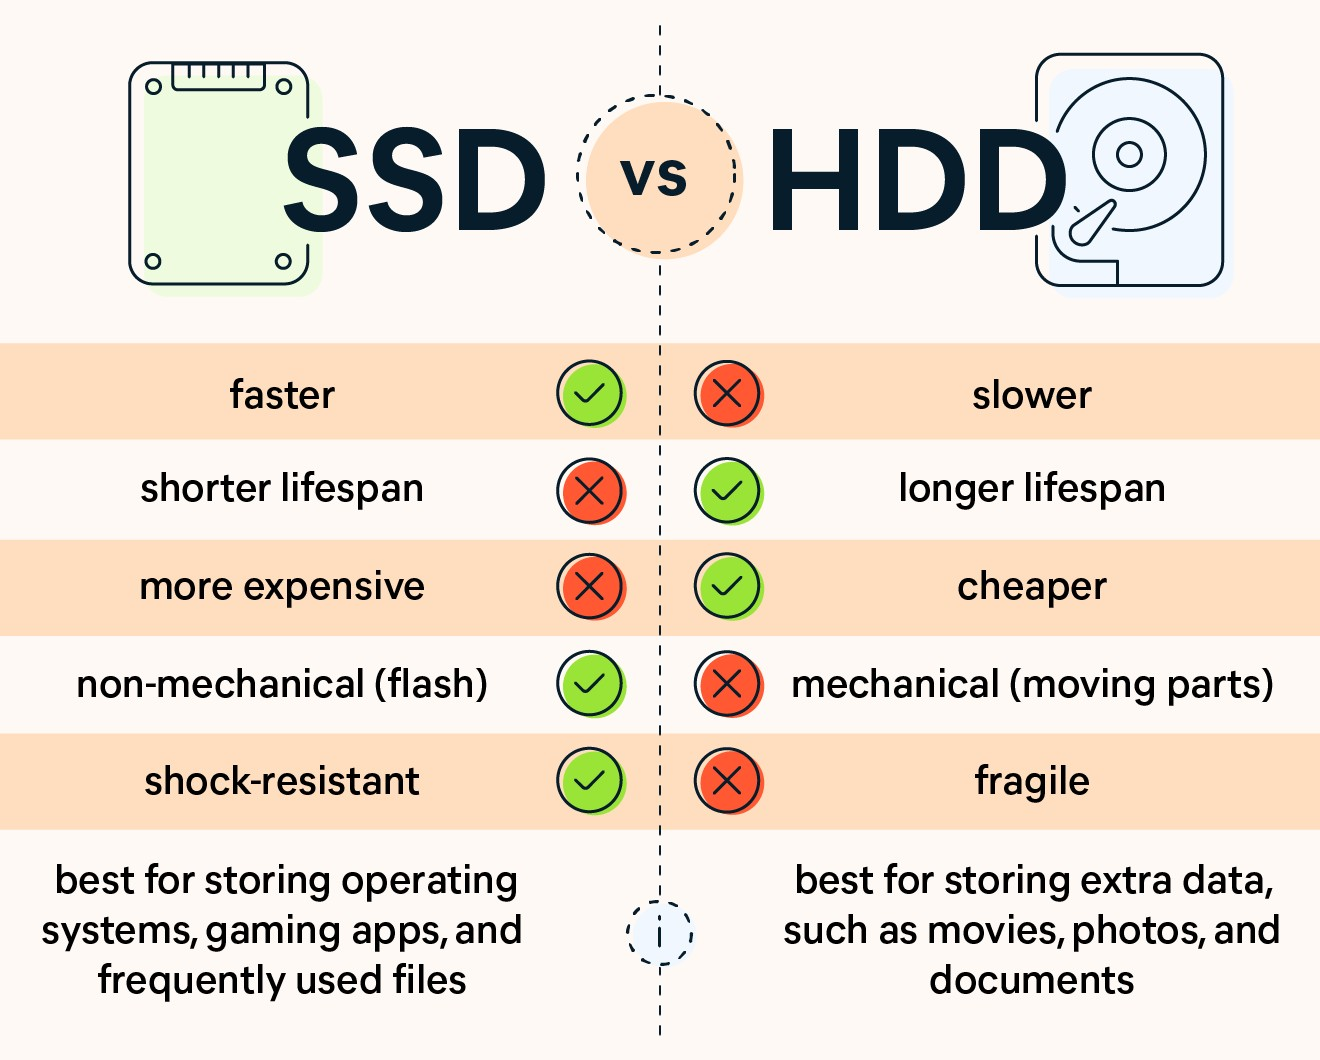 SSD vs HDD
faster slower
shorter lifespan longer lifespan
more expensive cheaper
non-mechanical (flash) mechanical (moving parts)
shock-resistant fragile
best for storing operating
systems, gaming apps, and
frequently used files
i
best for storing extra data,
such as movies, photos, and
documents